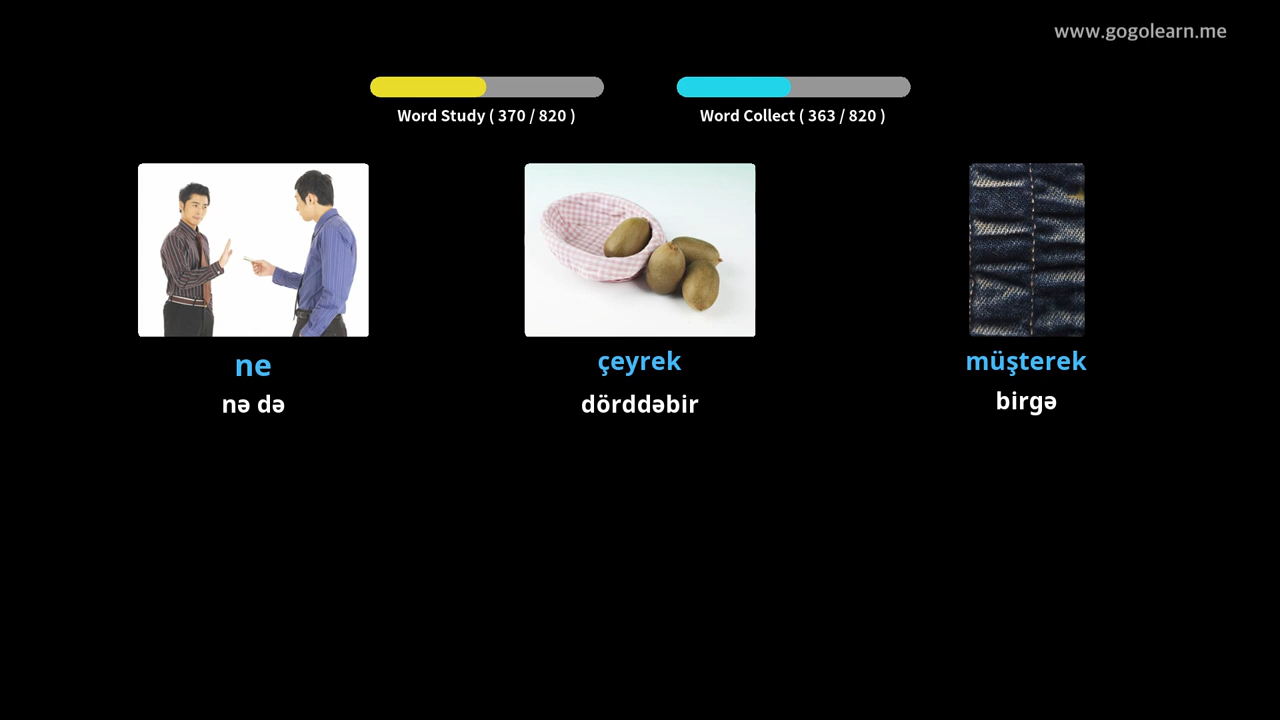 www.gogolearn.me
Word Study ( 370 / 820 )
Word Collect ( 363 / 820 )
ne
nə də
çeyrek
dörddəbir
müşterek
birgə